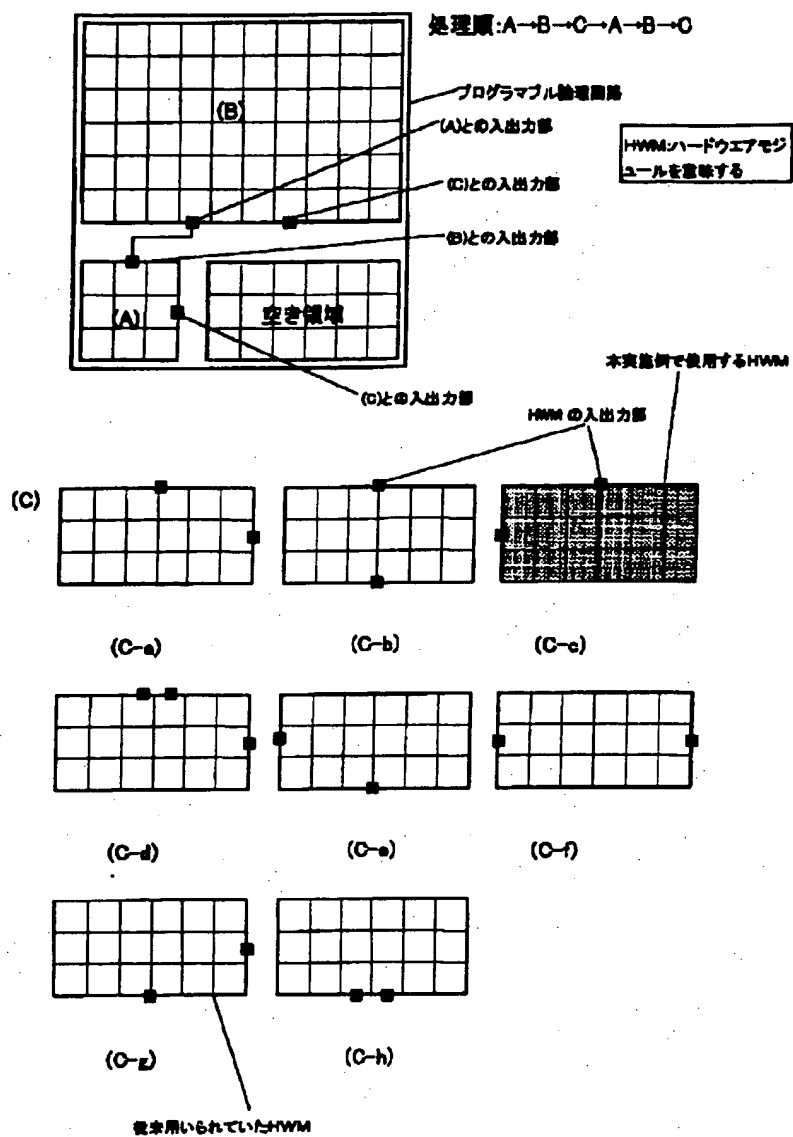 処理順:A→B→C→A→B→C
(B)
プログラマブル論理回路
(A)との入出力部
HWM:ハードウエアモジ
ュールを意味する
(C)との入出力部
(B)との入出力部
(A)
空き領域
(C)との入出力部
本実施例で使用するHWM
HWM の入出力部
(C)
(C-a)
(C-b)
(C-c)
(C-d)
(C-e)
(C-f)
(C-g)
(C-h)
従来用いられていたHWM